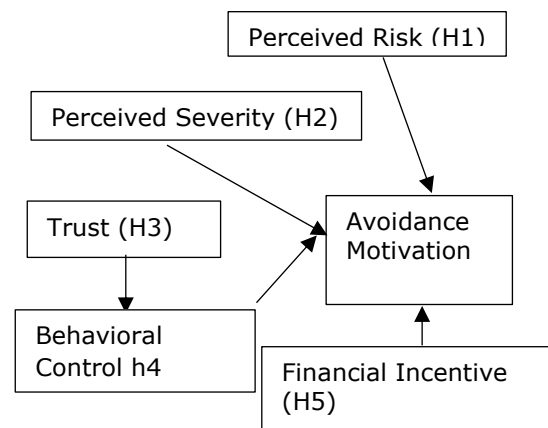 Perceived Risk (H1)
Perceived Severity (H2)
Avoidance
Motivation
Trust (H3)
Behavioral
Control h4
Financial Incentive
(H5)